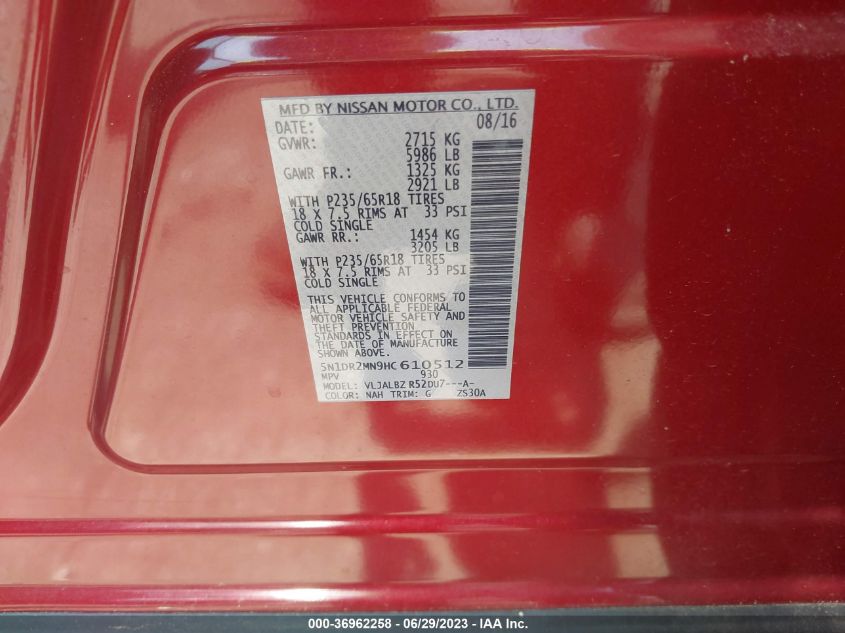 MFD BY NISSAN MOTOR CO., LTD.
DATE: 08/16
GVWR: 2715 KG
5986 LB
GAWR FR.: 1325 KG
2921 LB
WITH P235/65R18 TIRES
18 X 7.5 RIMS AT 33 PSI
COLD SINGLE
GAWR RR.: 1454 KG
3205 LB
WITH P235/65R18 TIRES
18 X 7.5 RIMS AT 33 PSI
COLD SINGLE
THIS VEHICLE CONFORMS TO
ALL APPLICABLE FEDERAL
MOTOR VEHICLE SAFETY AND
THEFT PREVENTION
STANDARDS IN EFFECT ON
THE DATE OF MANUFACTURE
SHOWN ABOVE.
5N1DR2MN9HC 610512
MPV 930
MODEL: VLJALBZ R52DU7---A-
COLOR: NAH TRIM: G ZS30A
000-36962258 - 06/29/2023 - Copyright © IAA, Inc.